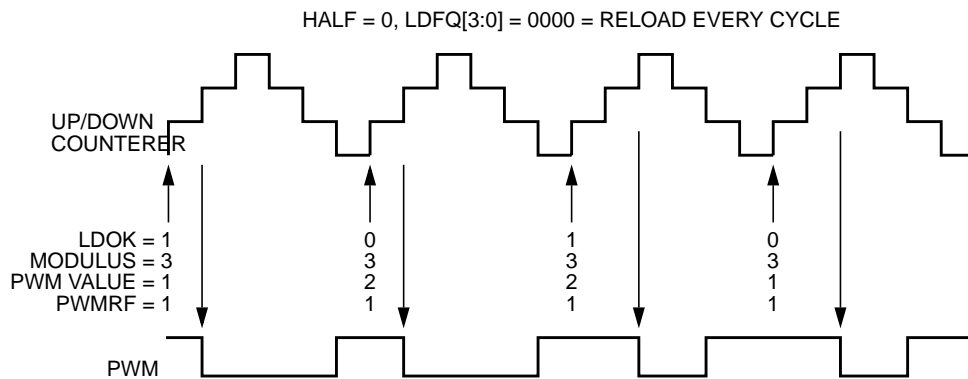 HALF = 0, LDFQ[3:0] = 0000 = RELOAD EVERY CYCLE
UP/DOWN
COUNTERER
LDOK = 1 0 1 0
MODULUS = 3 3 3 3
PWM VALUE = 1 2 2 1
PWMRF = 1 1 1 1
PWM